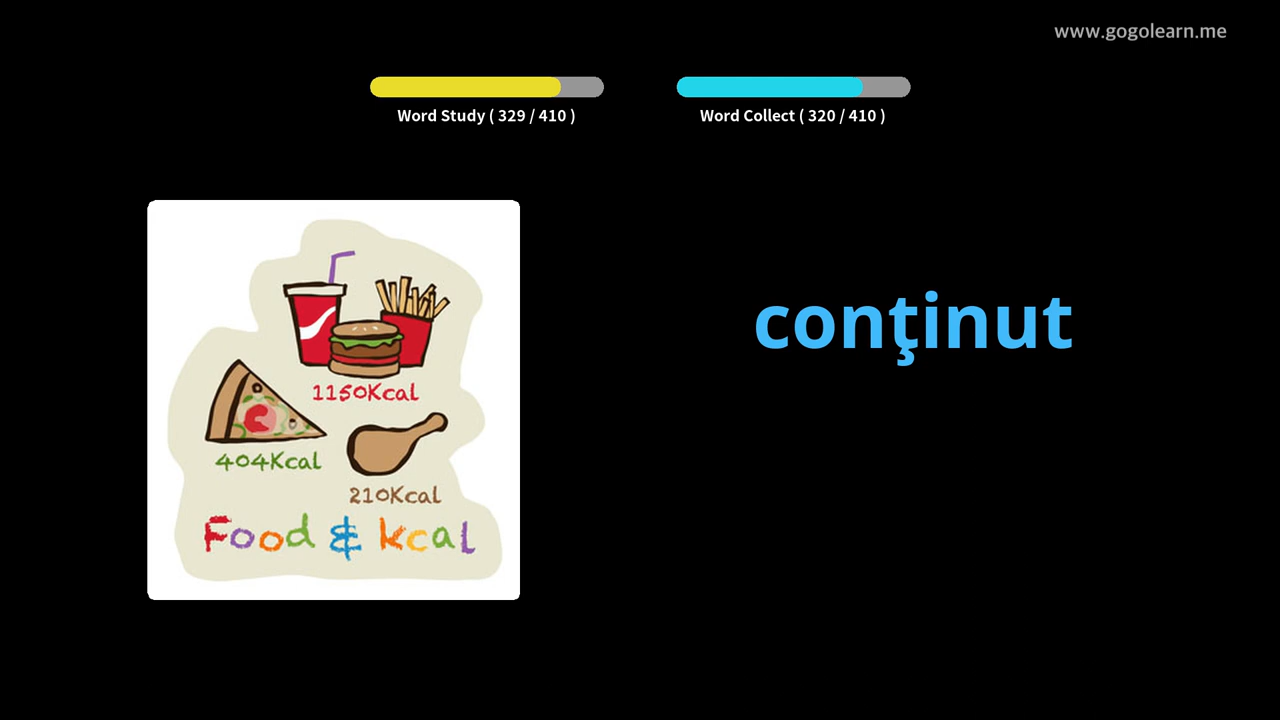 www.gogolearn.me
Word Study ( 329 / 410 )
Word Collect ( 320 / 410 )
conţinut
1150Kcal
404Kcal
210Kcal
Food & kcal